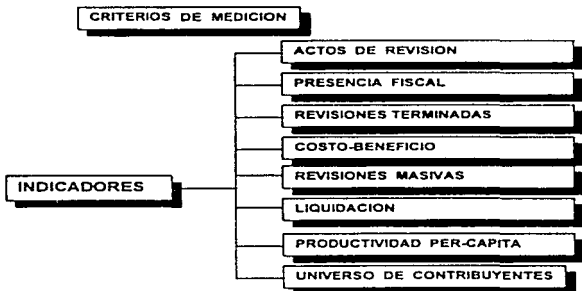 CRITERIOS DE MEDICION
ACTOS DE REVISION
PRESENCIA FISCAL
REVISIONES TERMINADAS
COSTO-BENEFICIO
REVISIONES MASIVAS
INDICADORES
LIQUIDACION
PRODUCTIVIDAD PER-CAPITA
UNIVERSO DE CONTRIBUYENTES